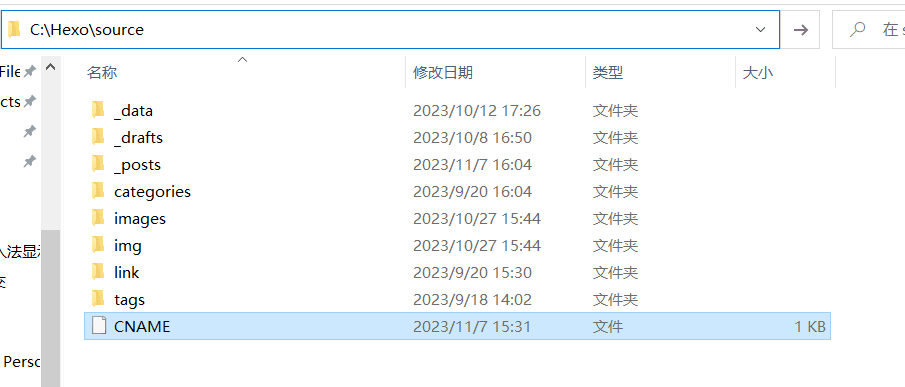 C:\Hexo\source
在 s
名称 修改日期 类型 大小
_data 2023/10/12 17:26 文件夹
_drafts 2023/10/8 16:50 文件夹
_posts 2023/11/7 16:04 文件夹
categories 2023/9/20 16:04 文件夹
images 2023/10/27 15:44 文件夹
img 2023/10/27 15:44 文件夹
link 2023/9/20 15:30 文件夹
tags 2023/9/18 14:02 文件夹
CNAME 2023/11/7 15:31 文件 1 KB
File
cts
法显示
Persc